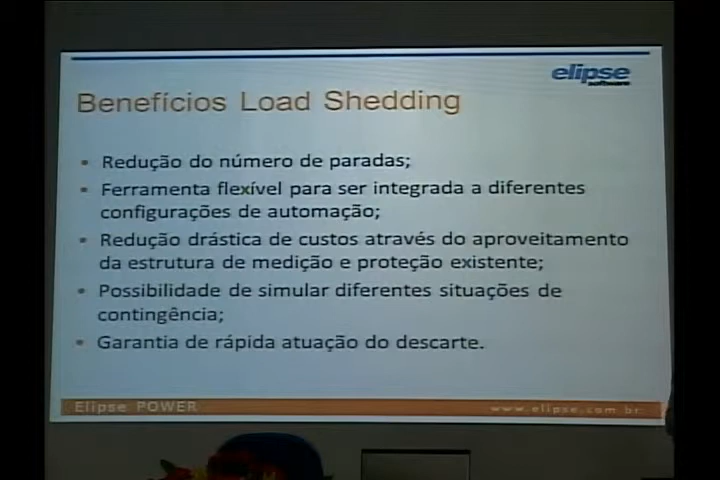 elipse
software
Benefícios Load Shedding
• Redução do número de paradas;
• Ferramenta flexível para ser integrada a diferentes
configurações de automação;
• Redução drástica de custos através do aproveitamento
da estrutura de medição e proteção existente;
• Possibilidade de simular diferentes situações de
contingência;
• Garantia de rápida atuação do descarte.
Elipse POWER
www.elipse.com.br